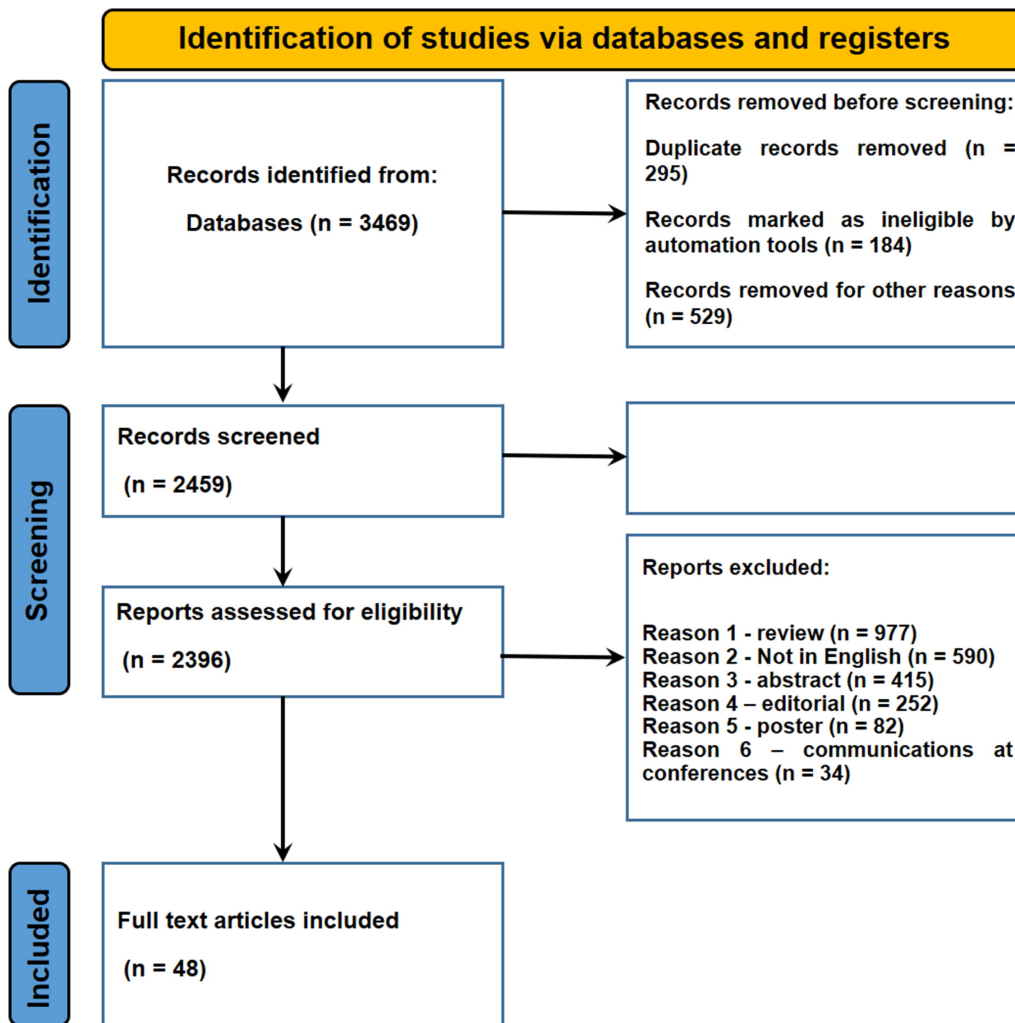 Identification of studies via databases and registers
Identification
Records identified from:
Databases (n = 3469)
Records removed before screening:
Duplicate records removed (n =
295)
Records marked as ineligible by
automation tools (n = 184)
Records removed for other reasons
(n = 529)
Screening
Records screened
(n = 2459)
Reports assessed for eligibility
(n = 2396)
Reports excluded:
Reason 1 - review (n = 977)
Reason 2 - Not in English (n = 590)
Reason 3 - abstract (n = 415)
Reason 4 – editorial (n = 252)
Reason 5 - poster (n = 82)
Reason 6 – communications at
conferences (n = 34)
Included
Full text articles included
(n = 48)